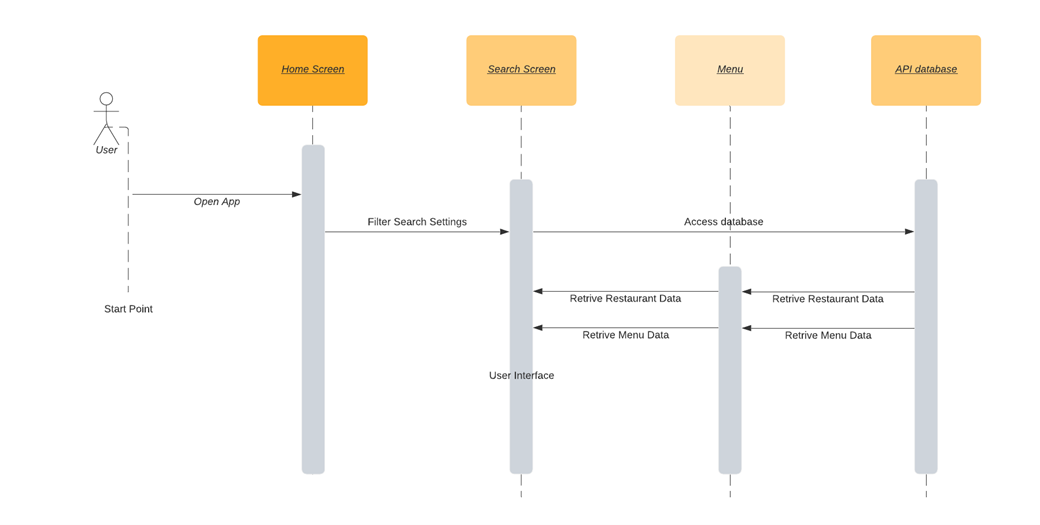 Home Screen
Search Screen
Menu
API database
User
Open App
Filter Search Settings
Access database
Retrive Restaurant Data
Retrive Restaurant Data
Start Point
Retrive Menu Data
Retrive Menu Data
User Interface